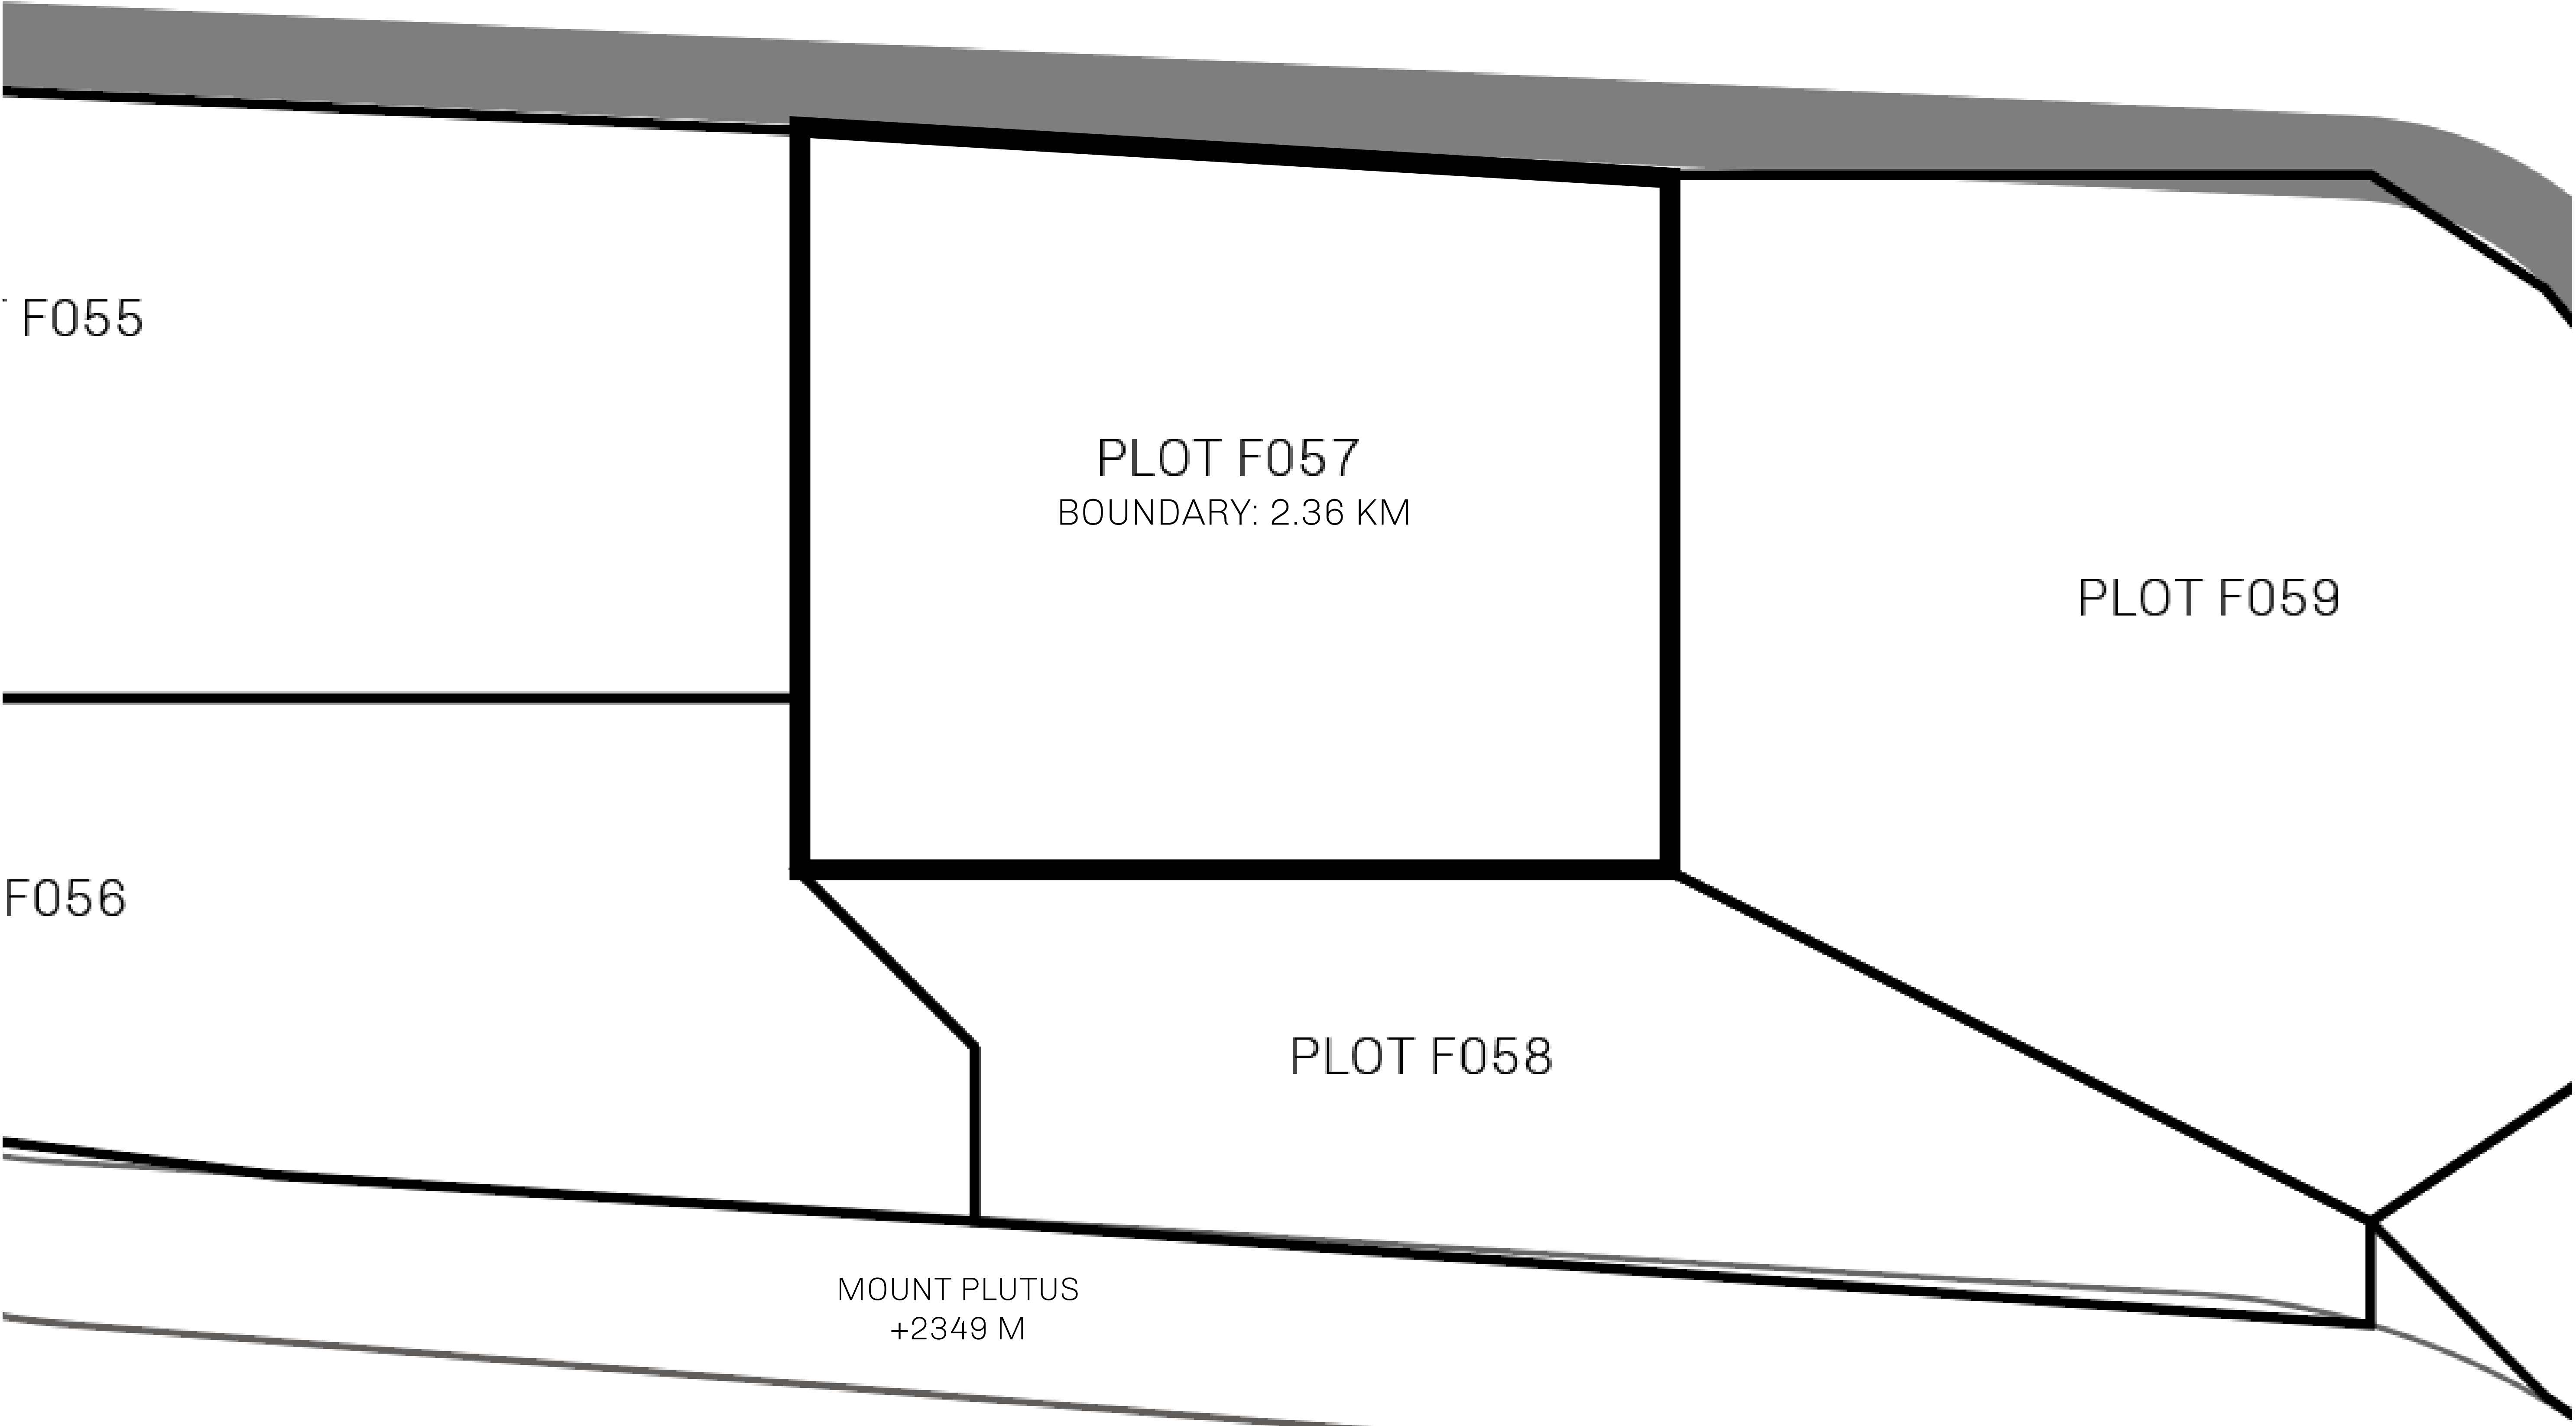 F055
PLOT F057
BOUNDARY: 2.36 KM
PLOT F059
F056
PLOT F058
MOUNT PLUTUS
+2349 M